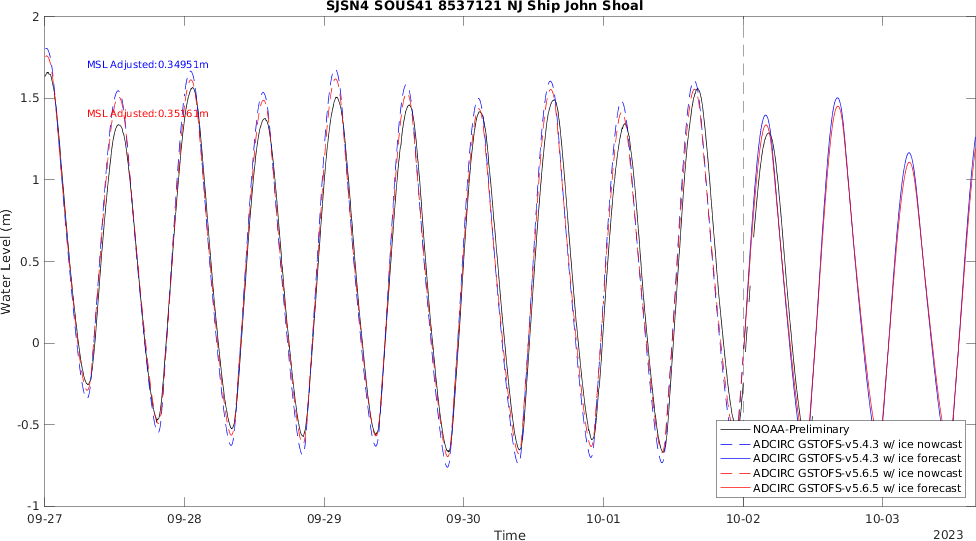 SJSN4 SOUS41 8537121 NJ Ship John Shoal
2
MSL Adjusted:0.34951m
1.5
MSL Adjusted:0.35161m
1
0.5
0
-0.5
-1
Water Level (m)
NOAA-Preliminary
ADCIRC GSTOFS-v5.4.3 w/ ice nowcast
ADCIRC GSTOFS-v5.4.3 w/ ice forecast
ADCIRC GSTOFS-v5.6.5 w/ ice nowcast
ADCIRC GSTOFS-v5.6.5 w/ ice forecast
09-27 09-28 09-29 09-30 10-01 10-02 10-03
Time
2023